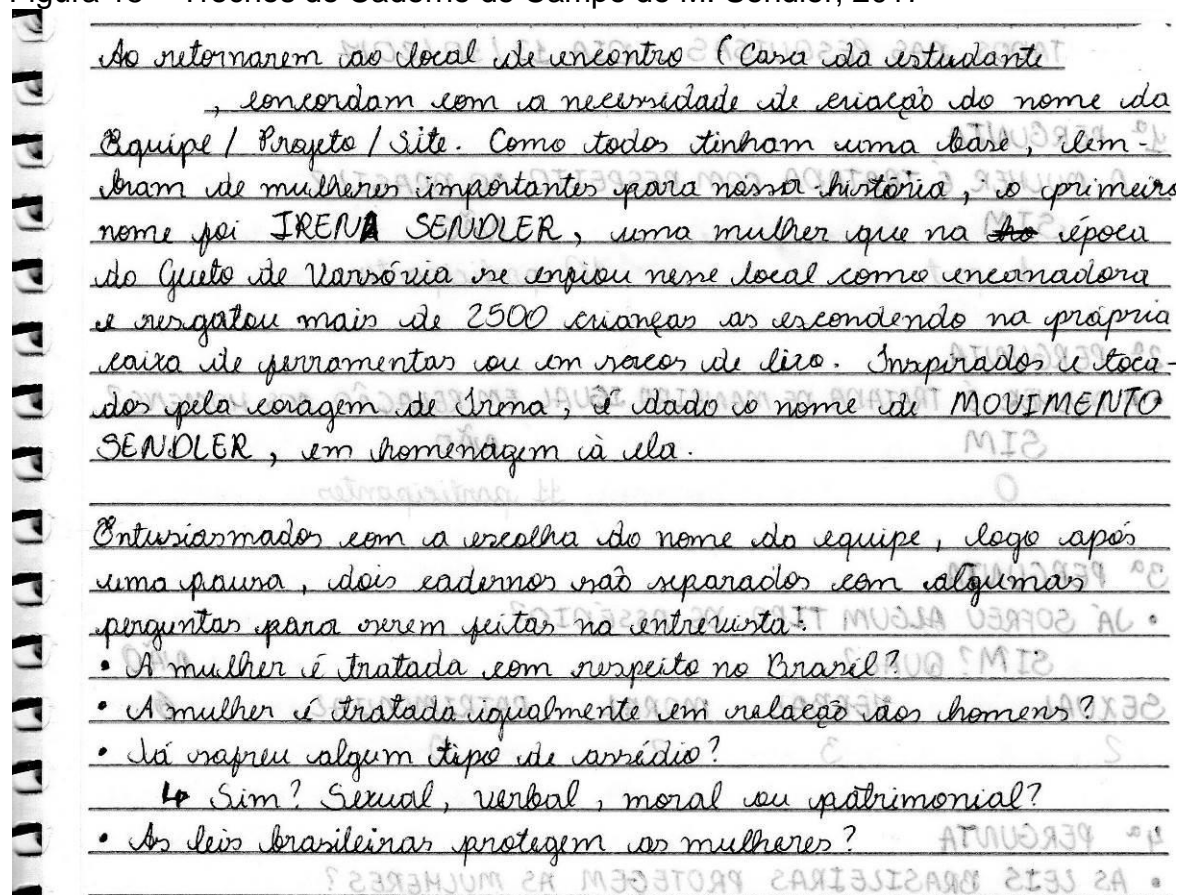 Figura 18 – Trechos do Caderno de Campo do M. Sendler, 2017
Ao retornarem ao local de encontro (Casa da estudante
, concordam com a necessidade de criação do nome da
Equipe / Projeto / Site. Como todos tinham uma base, lem-
bram de mulheres importantes para nossa história, o primeiro
nome foi IRENA SENDLER, uma mulher que na época
do Gueto de Varsóvia se enfiou nesse local como encanadora
e resgatou mais de 2500 crianças as escondendo na própria
caixa de ferramentas ou em sacos de lixo. Inspirados e toca-
dos pela coragem de Irena, é dado o nome de MOVIMENTO
SENDLER, em homenagem à ela.
Entusiasmados com a escolha do nome da equipe, logo após
uma pausa, dois cadernos são separados com algumas
perguntas para serem feitas na entrevista:
• A mulher é tratada com respeito no Brasil?
• A mulher é tratada igualmente em relação aos homens?
• Já sofreu algum tipo de assédio?
↳ Sim? Sexual, verbal, moral ou patrimonial?
• As leis brasileiras protegem as mulheres?